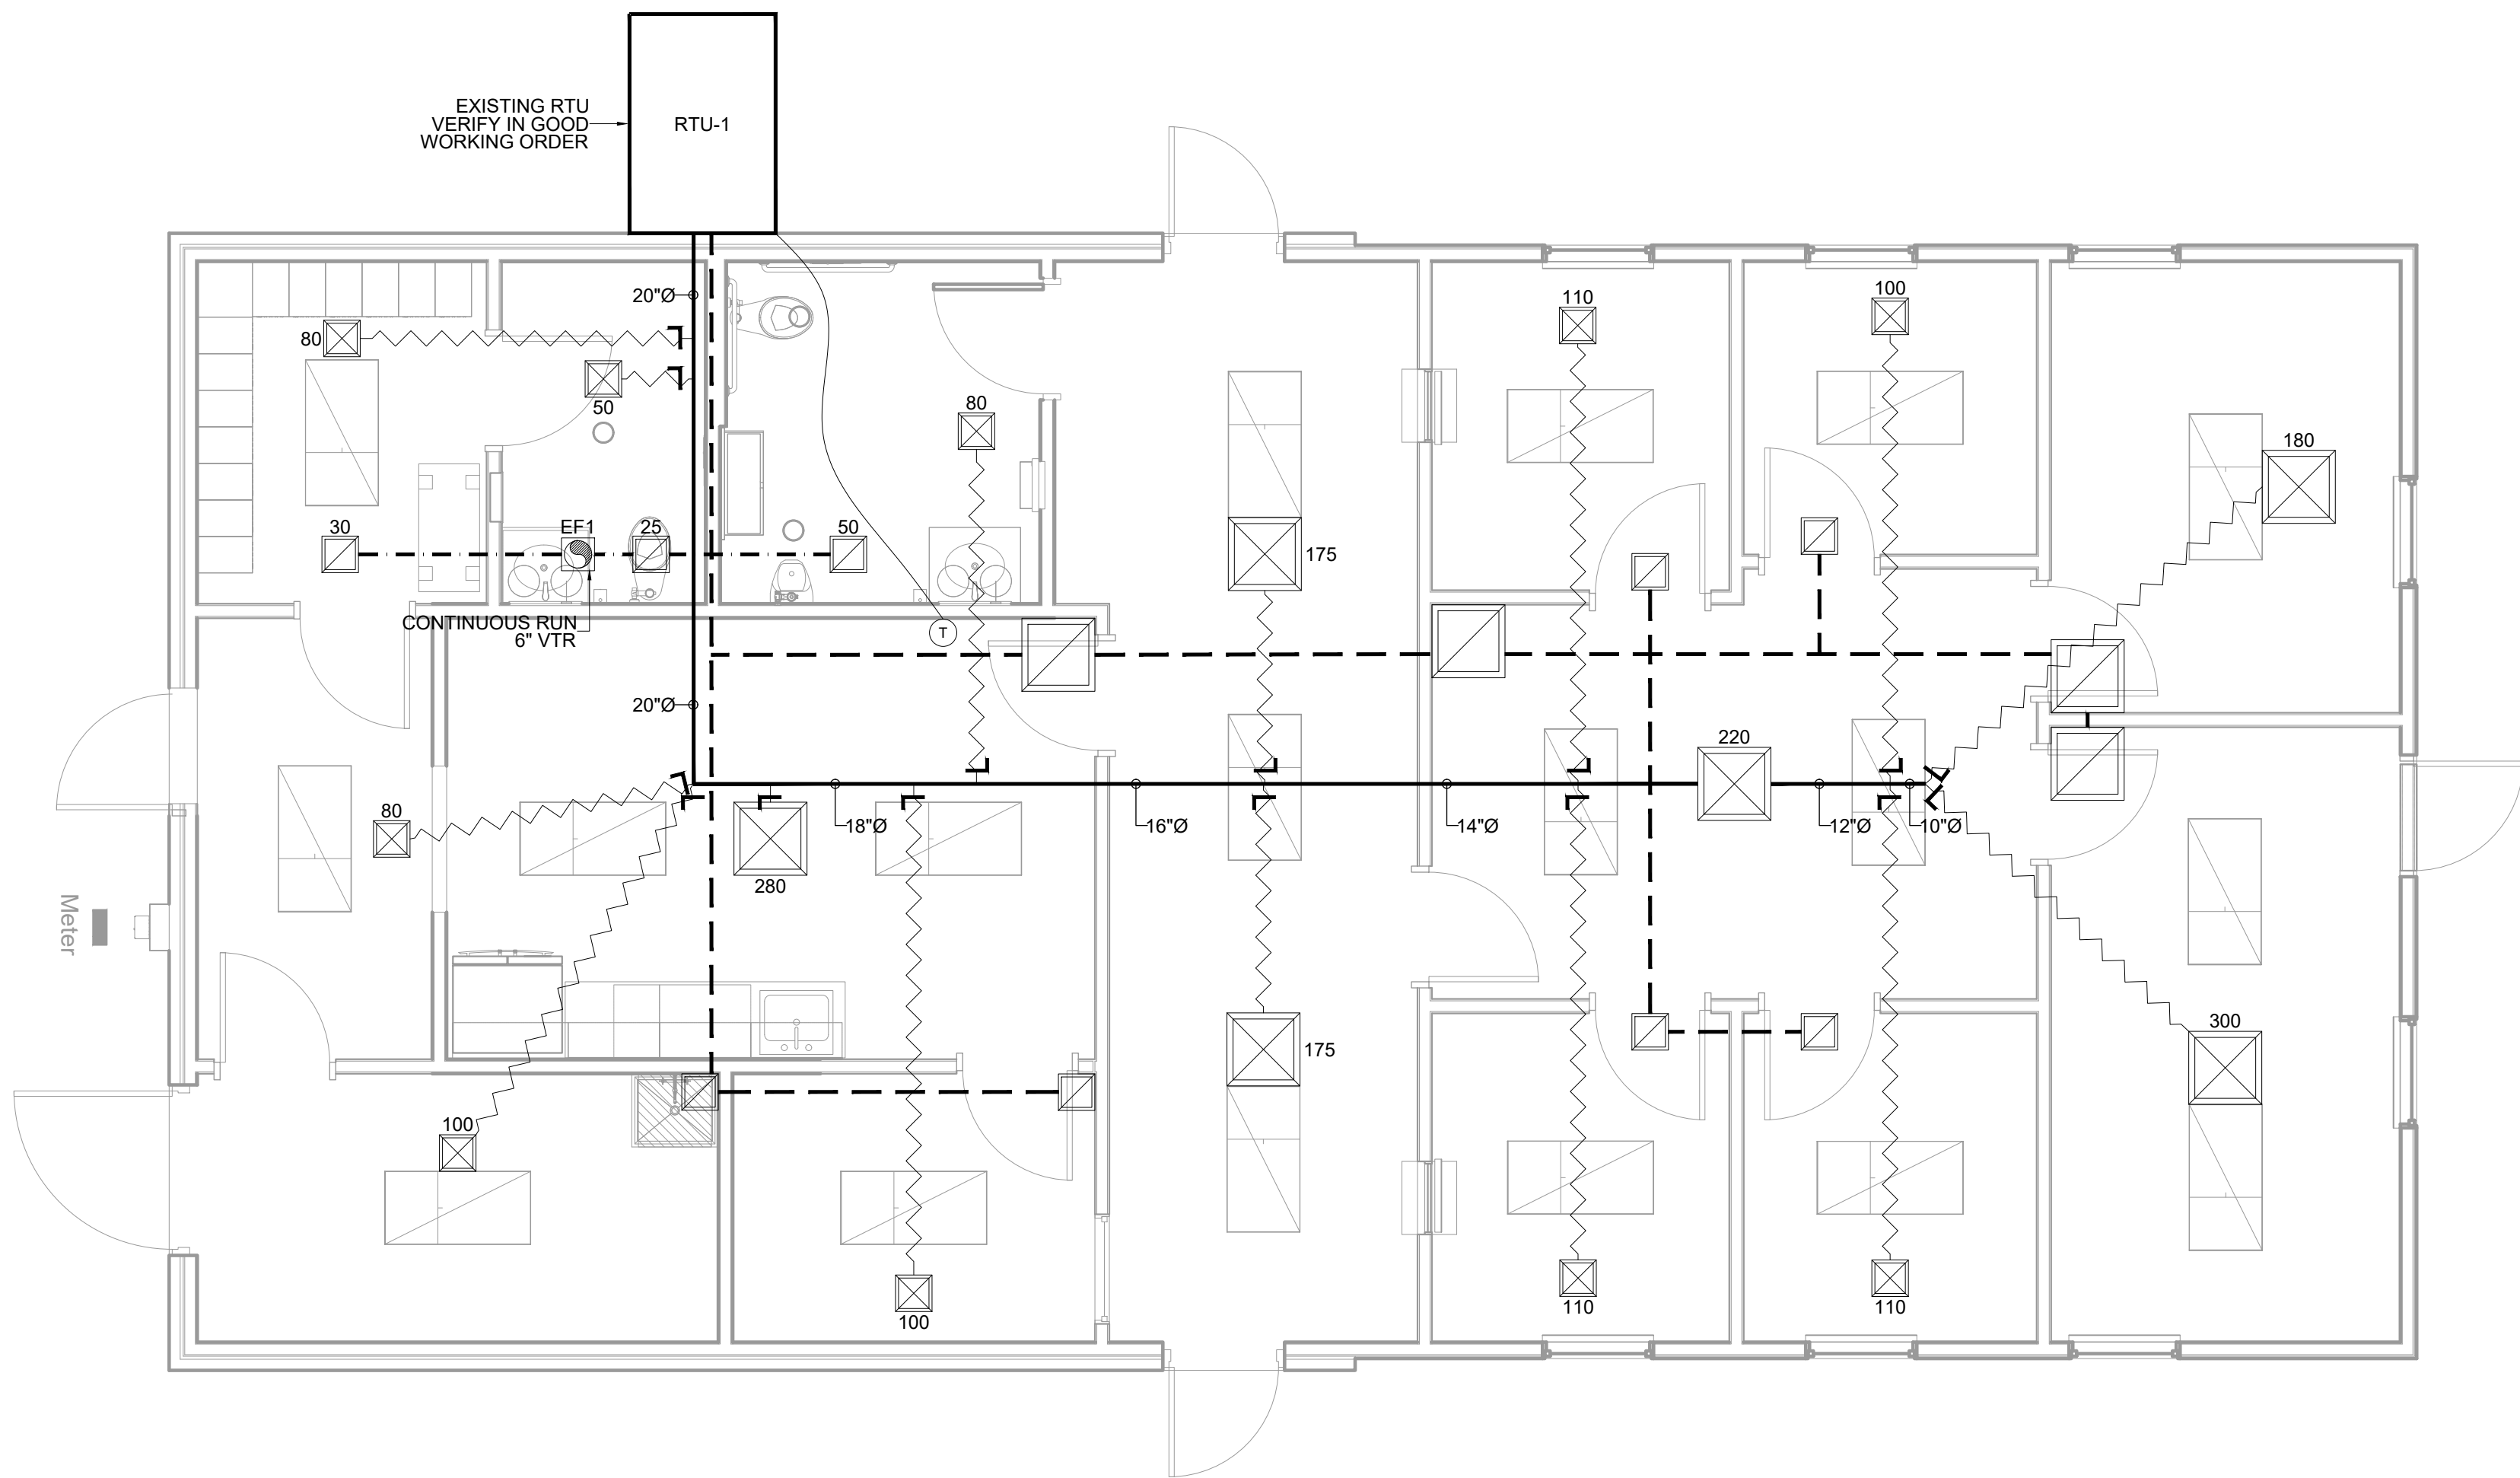 EXISTING RTU
VERIFY IN GOOD
WORKING ORDER
RTU-1
20"Ø
110
100
80
50
80
180
30
EF1
25
50
175
CONTINUOUS RUN
6" VTR
T
20"Ø
220
80
18"Ø
16"Ø
14"Ø
12"Ø
10"Ø
280
Meter
300
175
100
100
110
110